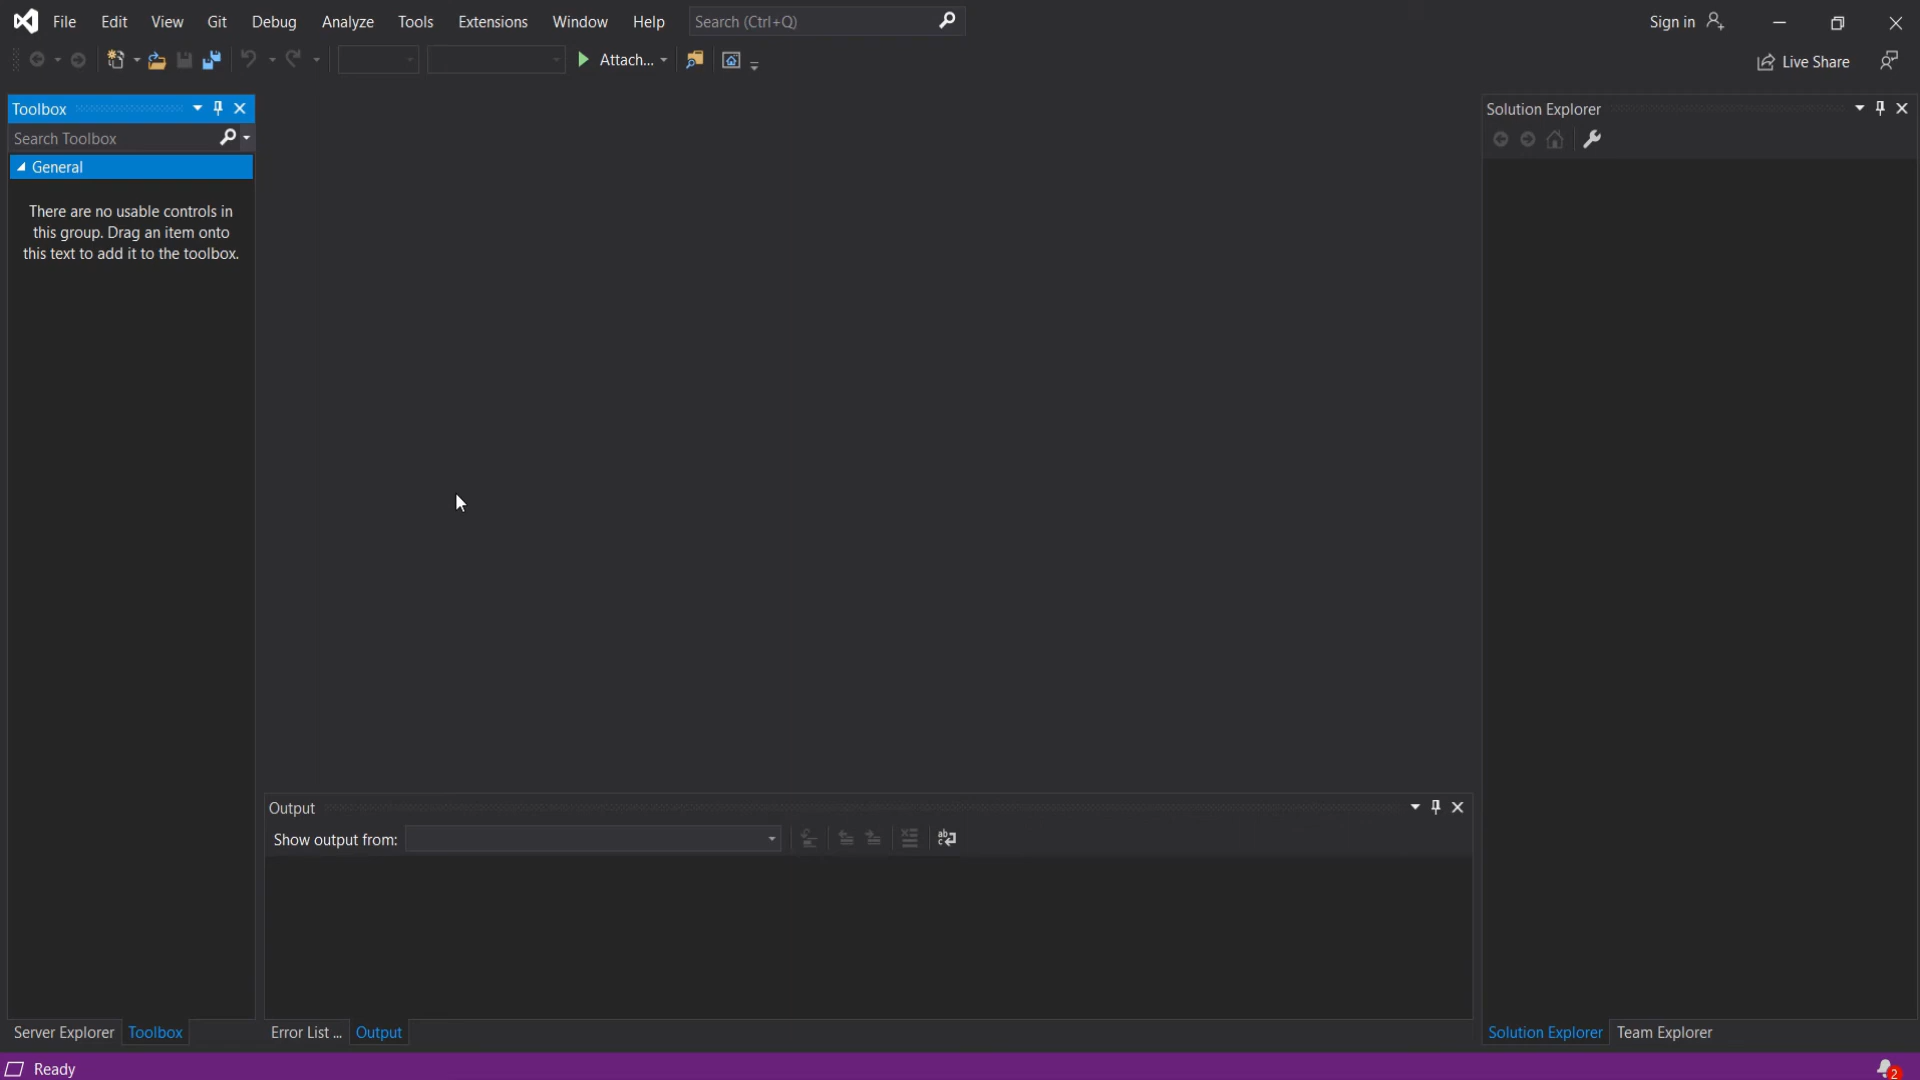 File Edit View Git Debug Analyze Tools Extensions Window Help Search (Ctrl+Q) Sign in
Attach... Live Share
Toolbox
Search Toolbox
General
There are no usable controls in
this group. Drag an item onto
this text to add it to the toolbox.
Solution Explorer
Output
Show output from:
Server Explorer Toolbox
Error List ... Output
Solution Explorer Team Explorer
Ready
2